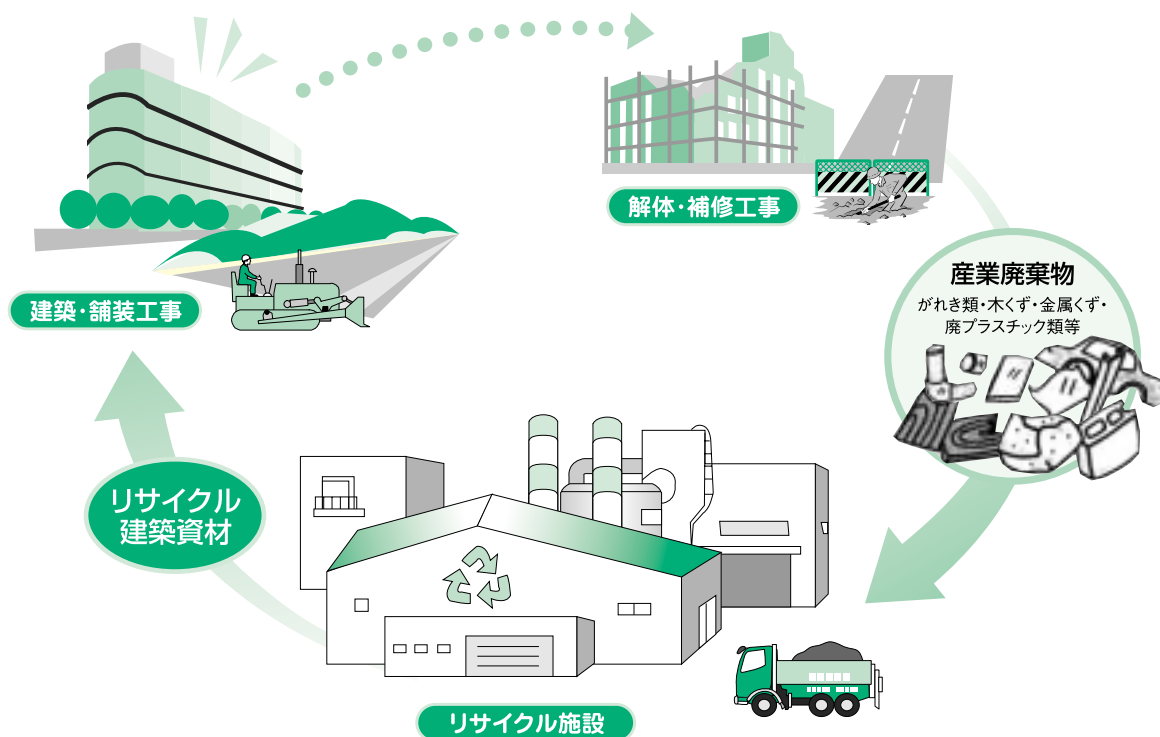 解体・補修工事
産業廃棄物
がれき類・木くず・金属くず・
廃プラスチック類等
建築・舗装工事
リサイクル
建築資材
リサイクル施設